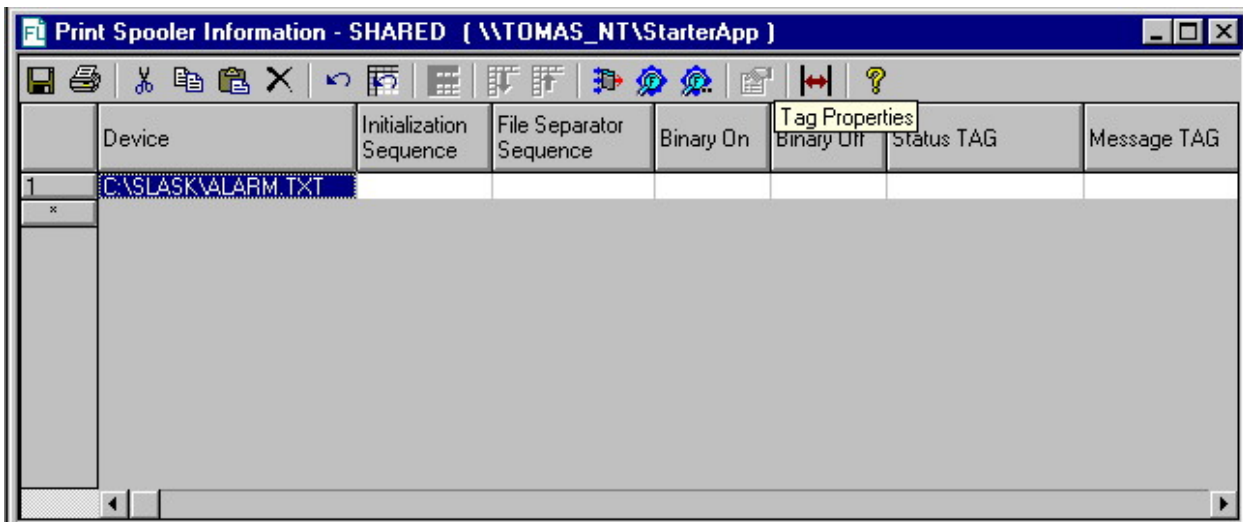 FL Print Spooler Information - SHARED ( \\TOMAS_NT\StarterApp )
Tag Properties
Device
Initialization
Sequence
File Separator
Sequence
Binary On
Binary Off
Status TAG
Message TAG
1
C:\SLASK\ALARM.TXT
*